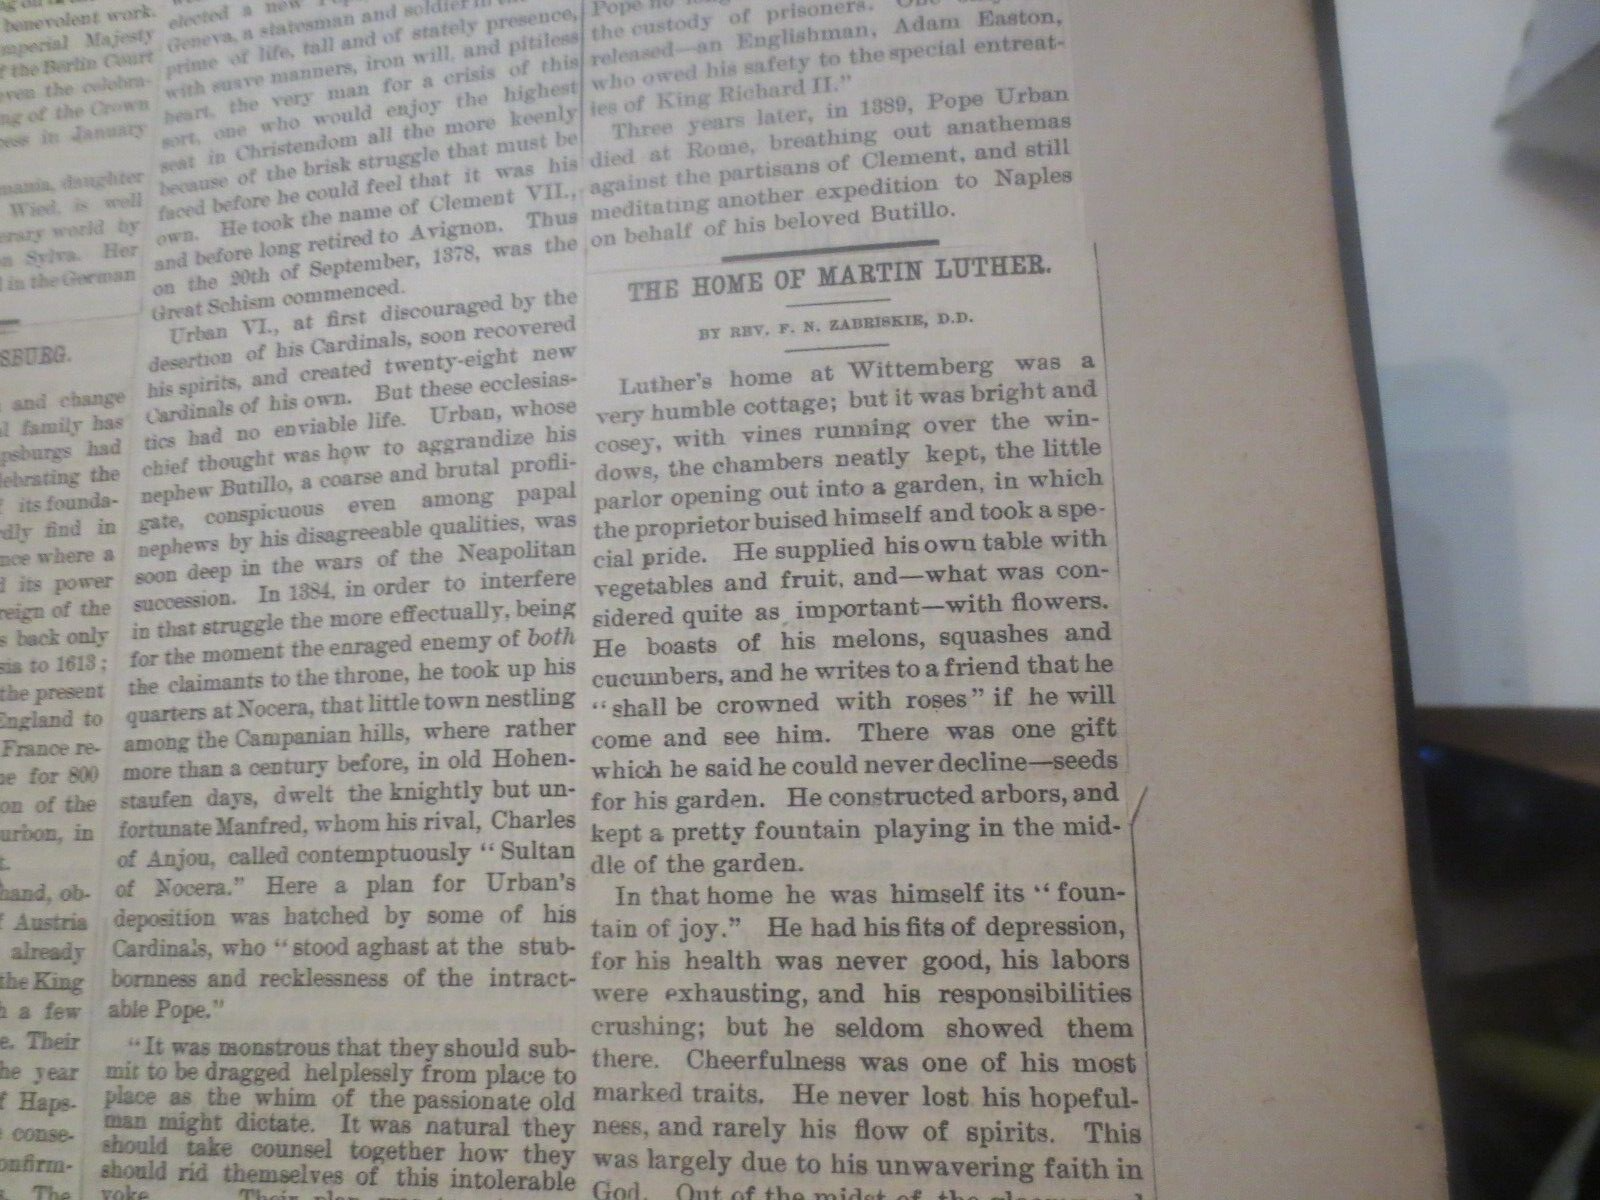 benevolent work.
Imperial Majesty
of the Berlin Court
even the celebra-
ng of the Crown
ess in January
mania, daughter
Wied, is well
erary world by
n Sylva. Her
in the German
SBURG.
and change
l family has
psburgs had
lebrating the
its founda-
dly find in
nce where a
its power
reign of the
s back only
sia to 1613;
the present
England to
France re-
ne for 800
on of the
urbon, in
t.
hand, ob-
Austria
already
the King
h a few
e. Their
he year
f Haps-
conse-
onfirm-
The
elected a new
Geneva, a statesman and soldier in the
prime of life, tall and of stately presence,
with suave manners, iron will, and pitiless
heart, the very man for a crisis of this
sort, one who would enjoy the highest
seat in Christendom all the more keenly
because of the brisk struggle that must be
faced before he could feel that it was his
own. He took the name of Clement VII.,
and before long retired to Avignon. Thus
on the 20th of September, 1378, was the
Great Schism commenced.
Urban VI., at first discouraged by the
desertion of his Cardinals, soon recovered
his spirits, and created twenty-eight new
Cardinals of his own. But these ecclesias-
tics had no enviable life. Urban, whose
chief thought was how to aggrandize his
nephew Butillo, a coarse and brutal profli-
gate, conspicuous even among papal
nephews by his disagreeable qualities, was
soon deep in the wars of the Neapolitan
succession. In 1384, in order to interfere
in that struggle the more effectually, being
for the moment the enraged enemy of both
the claimants to the throne, he took up his
quarters at Nocera, that little town nestling
among the Campanian hills, where rather
more than a century before, in old Hohen-
staufen days, dwelt the knightly but un-
fortunate Manfred, whom his rival, Charles
of Anjou, called contemptuously "Sultan
of Nocera." Here a plan for Urban's
deposition was hatched by some of his
Cardinals, who "stood aghast at the stub-
bornness and recklessness of the intract-
able Pope."
"It was monstrous that they should sub-
mit to be dragged helplessly from place to
place as the whim of the passionate old
man might dictate. It was natural they
should take counsel together how they
should rid themselves of this intolerable
yoke. Their plan was
Pope no long
the custody of prisoners. One
released—an Englishman, Adam Easton,
who owed his safety to the special entreat-
ies of King Richard II."
Three years later, in 1389, Pope Urban
died at Rome, breathing out anathemas
against the partisans of Clement, and still
meditating another expedition to Naples
on behalf of his beloved Butillo.
THE HOME OF MARTIN LUTHER.
BY REV. F. N. ZABRISKIE, D.D.
Luther's home at Wittemberg was a
very humble cottage; but it was bright and
cosey, with vines running over the win-
dows, the chambers neatly kept, the little
parlor opening out into a garden, in which
the proprietor buised himself and took a spe-
cial pride. He supplied his own table with
vegetables and fruit, and—what was con-
sidered quite as important—with flowers.
He boasts of his melons, squashes and
cucumbers, and he writes to a friend that he
"shall be crowned with roses" if he will
come and see him. There was one gift
which he said he could never decline—seeds
for his garden. He constructed arbors, and
kept a pretty fountain playing in the mid-
dle of the garden.
In that home he was himself its "foun-
tain of joy." He had his fits of depression,
for his health was never good, his labors
were exhausting, and his responsibilities
crushing; but he seldom showed them
there. Cheerfulness was one of his most
marked traits. He never lost his hopeful-
ness, and rarely his flow of spirits. This
was largely due to his unwavering faith in
God. Out of the midst of the